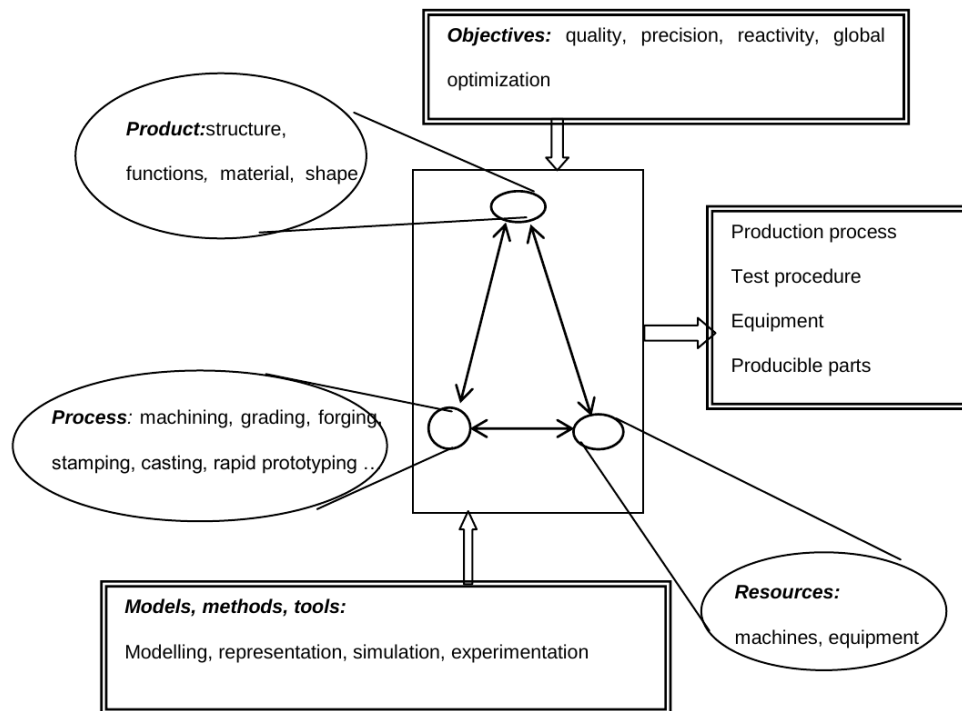 Objectives: quality, precision, reactivity, global
optimization
Product:structure,
functions, material, shape
Production process
Test procedure
Equipment
Producible parts
Process: machining, grading, forging,
stamping, casting, rapid prototyping ...
Resources:
machines, equipment
Models, methods, tools:
Modelling, representation, simulation, experimentation